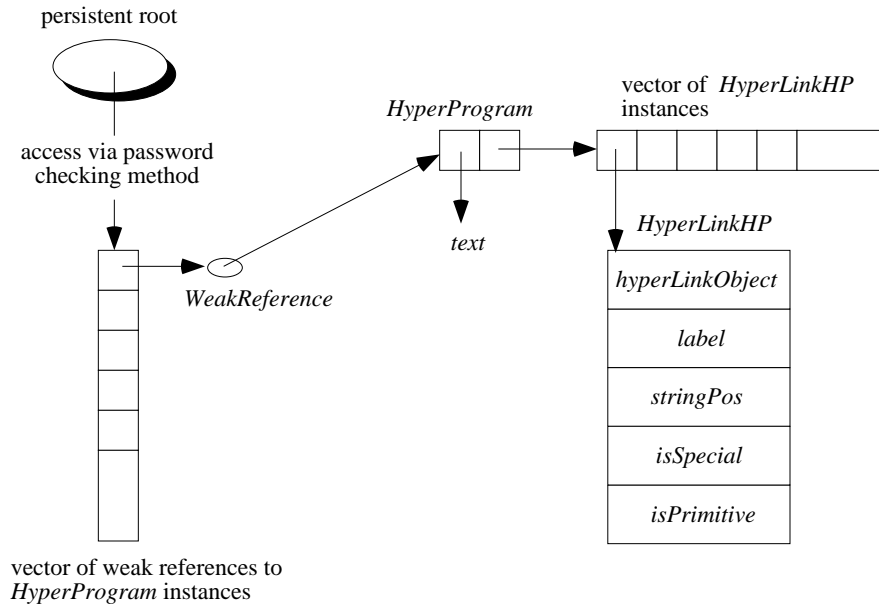 persistent root
access via password
checking method
WeakReference
vector of weak references to
HyperProgram instances
HyperProgram
text
vector of HyperLinkHP
instances
HyperLinkHP
hyperLinkObject
label
stringPos
isSpecial
isPrimitive